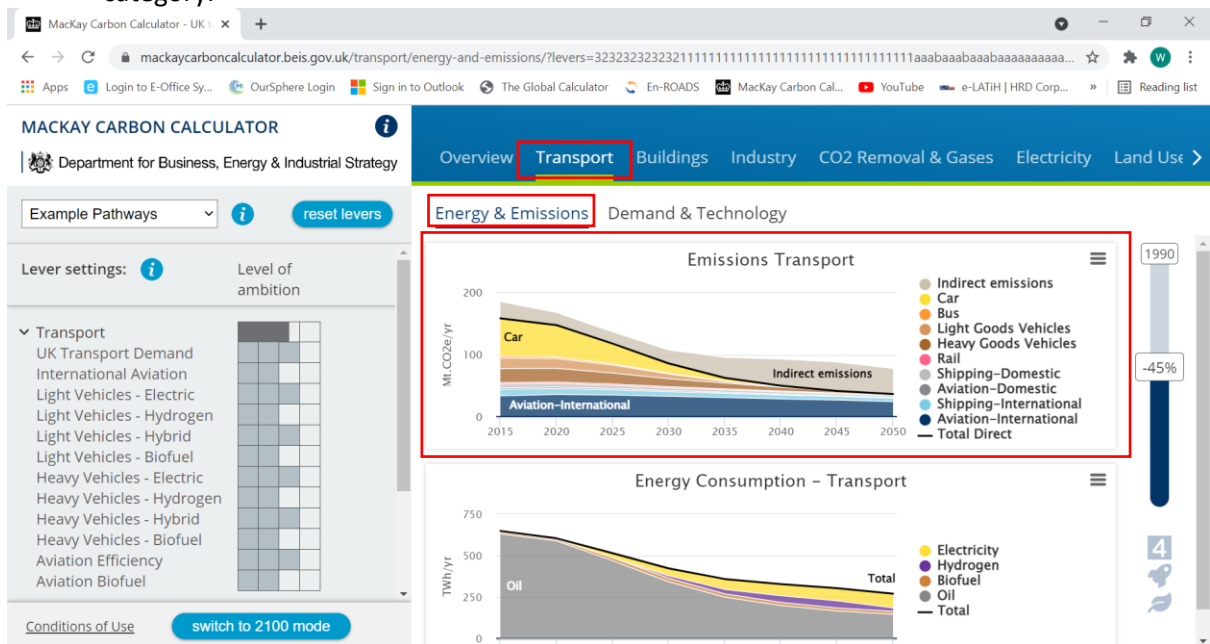 category.
MacKay Carbon Calculator - UK t
mackaycarboncalculator.beis.gov.uk/transport/energy-and-emissions/?levers=32323232323211111111111111111111111111111111111aaabaaabaaabaaaaaaaaaa...
W
Apps Login to E-Office Sy... OurSphere Login Sign in to Outlook The Global Calculator En-ROADS MacKay Carbon Cal... YouTube e-LATiH | HRD Corp... » Reading list
MACKAY CARBON CALCULATOR
Department for Business, Energy & Industrial Strategy
Overview Transport Buildings Industry CO2 Removal & Gases Electricity Land Use
Example Pathways
reset levers
Energy & Emissions Demand & Technology
Lever settings:
Level of
ambition
Transport
UK Transport Demand
International Aviation
Light Vehicles - Electric
Light Vehicles - Hydrogen
Light Vehicles - Hybrid
Light Vehicles - Biofuel
Heavy Vehicles - Electric
Heavy Vehicles - Hydrogen
Heavy Vehicles - Hybrid
Heavy Vehicles - Biofuel
Aviation Efficiency
Aviation Biofuel
Conditions of Use
switch to 2100 mode
Emissions Transport
Mt.CO2e/yr
200
100
0
Car
Indirect emissions
Aviation-International
2015 2020 2025 2030 2035 2040 2045 2050
Indirect emissions
Car
Bus
Light Goods Vehicles
Heavy Goods Vehicles
Rail
Shipping-Domestic
Aviation-Domestic
Shipping-International
Aviation-International
Total Direct
1990
-45%
4
Energy Consumption – Transport
TWh/yr
750
500
250
0
Oil
Total
Electricity
Hydrogen
Biofuel
Oil
Total